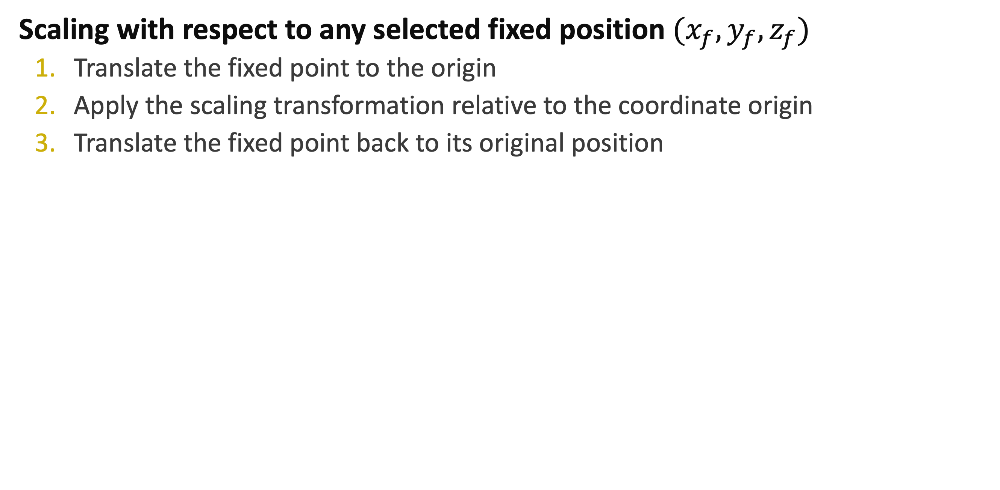 Scaling with respect to any selected fixed position (x_f, y_f, z_f)
1. Translate the fixed point to the origin
2. Apply the scaling transformation relative to the coordinate origin
3. Translate the fixed point back to its original position